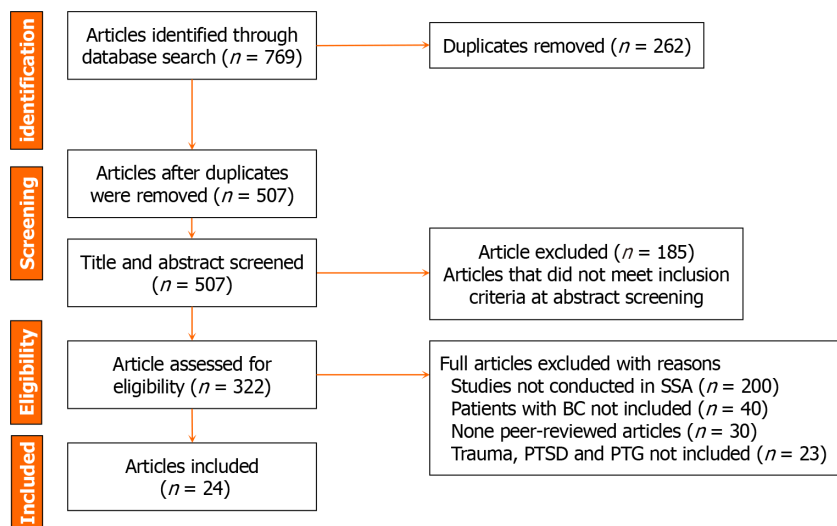 identification
Articles identified through
database search (n = 769)
Duplicates removed (n = 262)
Screening
Articles after duplicates
were removed (n = 507)
Title and abstract screened
(n = 507)
Article excluded (n = 185)
Articles that did not meet inclusion
criteria at abstract screening
Eligibility
Article assessed for
eligibility (n = 322)
Full articles excluded with reasons
Studies not conducted in SSA (n = 200)
Patients with BC not included (n = 40)
None peer-reviewed articles (n = 30)
Trauma, PTSD and PTG not included (n = 23)
Included
Articles included
(n = 24)